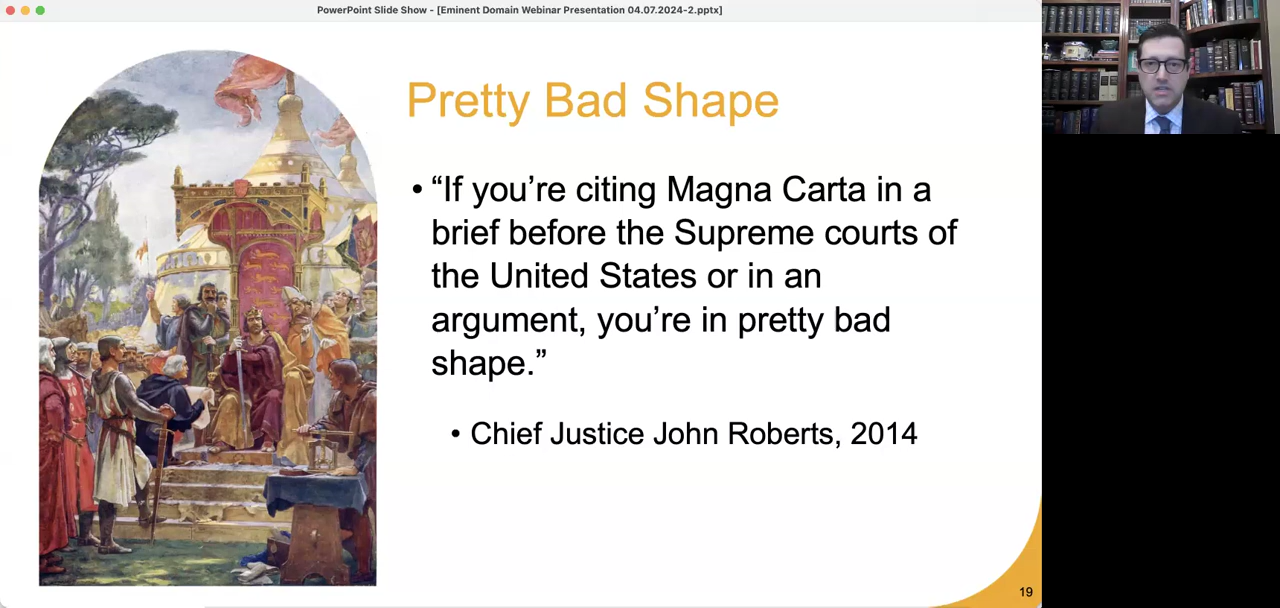 PowerPoint Slide Show - [Eminent Domain Webinar Presentation 04.07.2024-2.pptx]
Pretty Bad Shape
• “If you’re citing Magna Carta in a
brief before the Supreme courts of
the United States or in an
argument, you’re in pretty bad
shape.”
• Chief Justice John Roberts, 2014
19